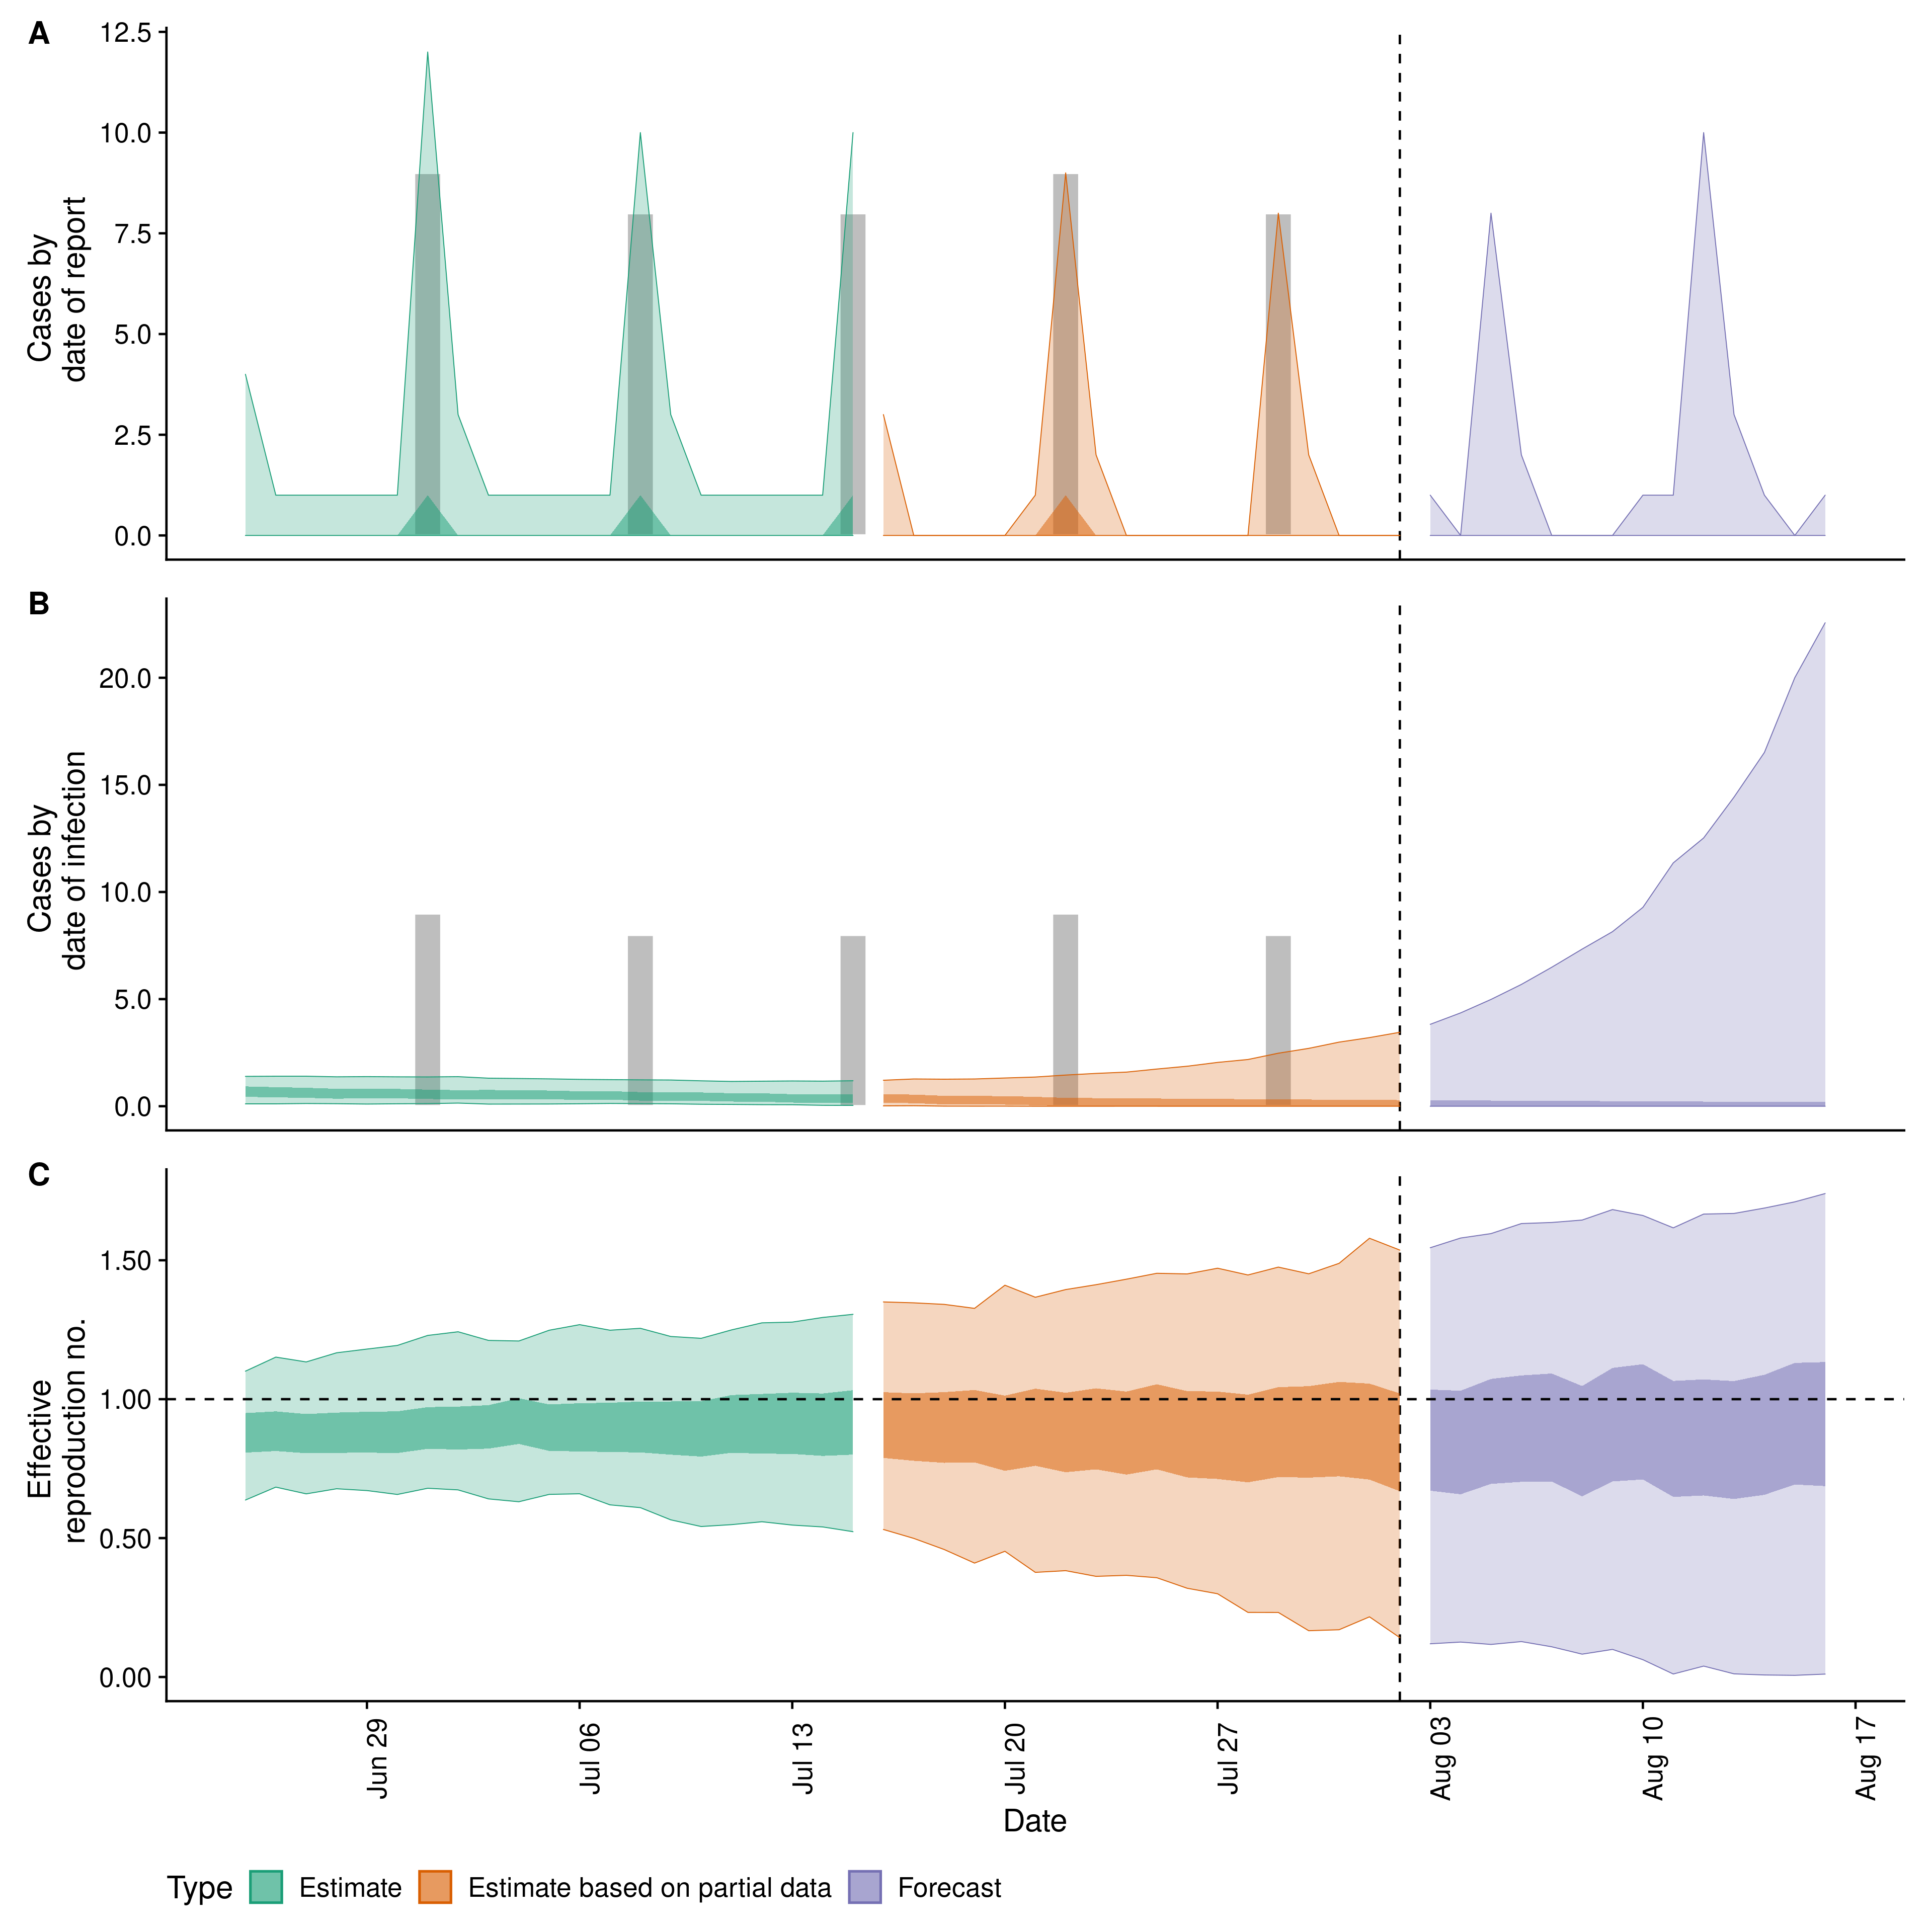 A
12.5
10.0
7.5
5.0
2.5
0.0
Cases by
date of report
B
20.0
15.0
10.0
5.0
0.0
Cases by
date of infection
C
1.50
1.00
0.50
0.00
Effective
reproduction no.
Jun 29
Jul 06
Jul 13
Jul 20
Jul 27
Aug 03
Aug 10
Aug 17
Date
Type Estimate Estimate based on partial data Forecast